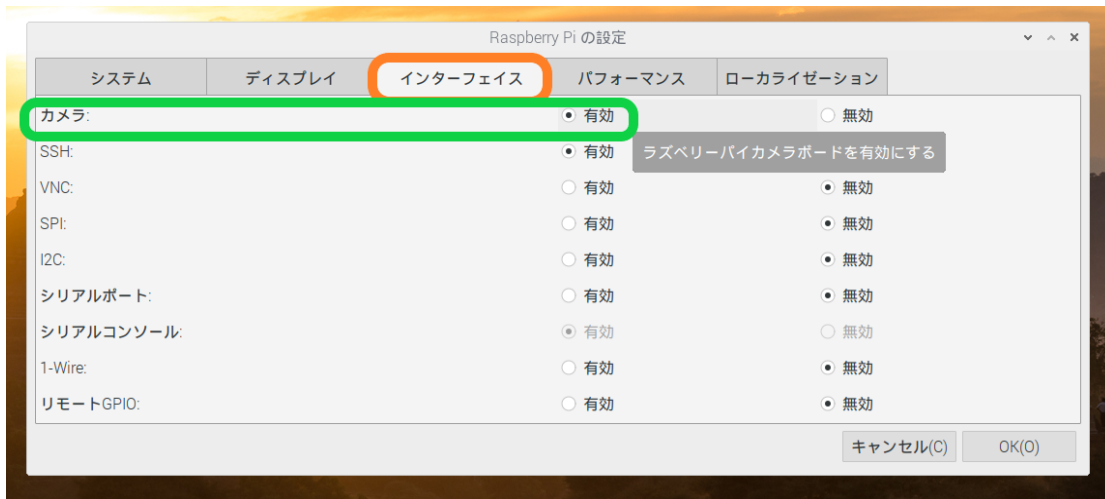 Raspberry Pi の設定
システム ディスプレイ インターフェイス パフォーマンス ローカライゼーション
カメラ: 有効 無効
SSH: 有効 ラズベリーパイカメラボードを有効にする
VNC: 有効 無効
SPI: 有効 無効
I2C: 有効 無効
シリアルポート: 有効 無効
シリアルコンソール: 有効 無効
1-Wire: 有効 無効
リモートGPIO: 有効 無効
キャンセル(C) OK(O)